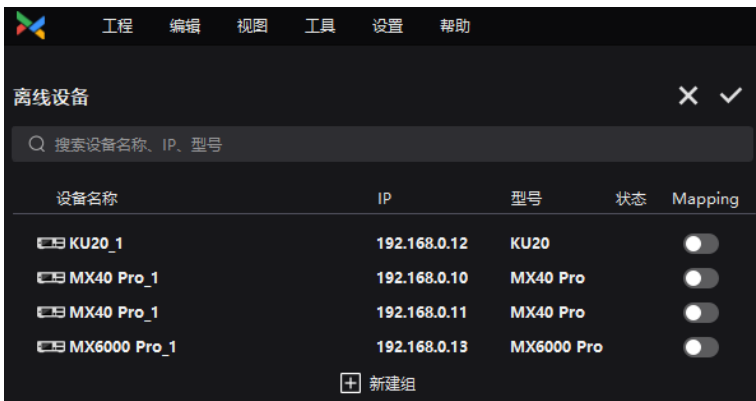 工程 编辑 视图 工具 设置 帮助
离线设备
搜索设备名称、IP、型号
设备名称 IP 型号 状态 Mapping
KU20_1 192.168.0.12 KU20
MX40 Pro_1 192.168.0.10 MX40 Pro
MX40 Pro_1 192.168.0.11 MX40 Pro
MX6000 Pro_1 192.168.0.13 MX6000 Pro
新建组